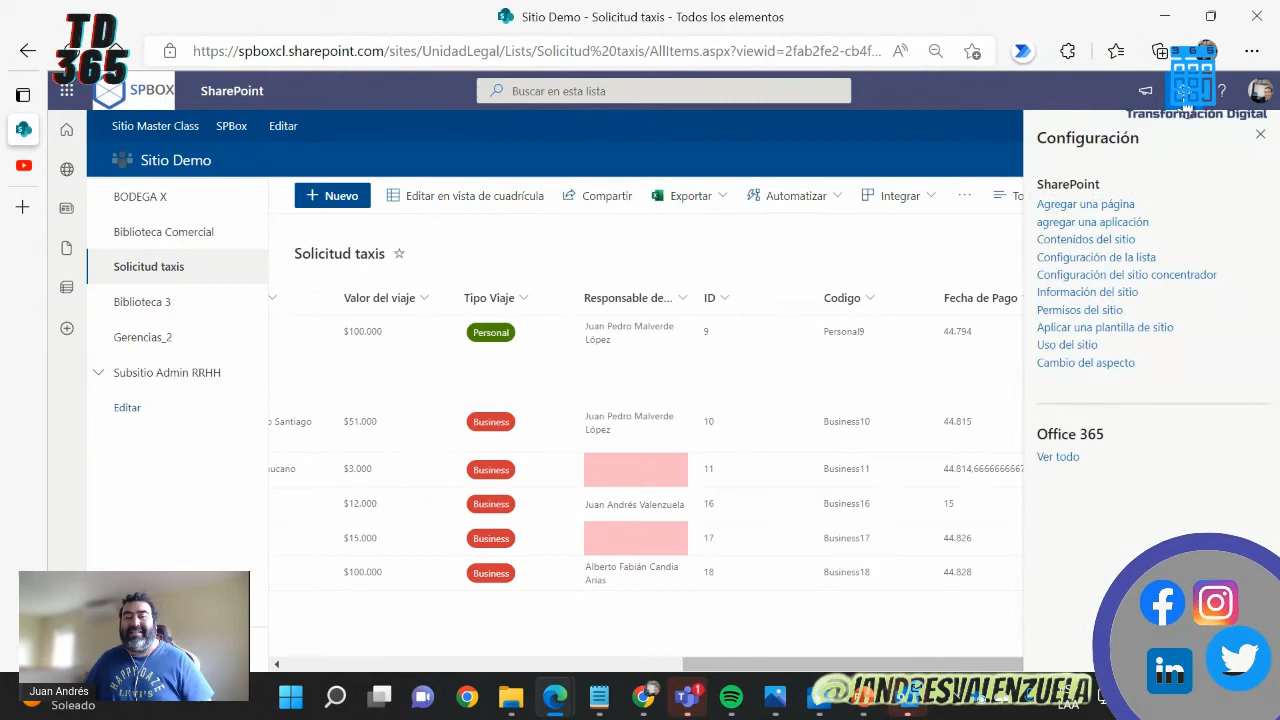 Sitio Demo - Solicitud taxis - Todos los elementos
TD
365
https://spboxcl.sharepoint.com/sites/UnidadLegal/Lists/Solicitud%20taxis/AllItems.aspx?viewid=2fab2fe2-cb4f...
SPBOX
SharePoint
Buscar en esta lista
365
Transformación Digital
Sitio Master Class
SPBox
Editar
Sitio Demo
BODEGA X
Biblioteca Comercial
Solicitud taxis
Biblioteca 3
Gerencias_2
Subsitio Admin RRHH
Editar
+ Nuevo
Editar en vista de cuadrícula
Compartir
Exportar
Automatizar
Integrar
...
To
Solicitud taxis
Valor del viaje
Tipo Viaje
Responsable de...
ID
Codigo
Fecha de Pago
$100.000
Personal
Juan Pedro Malverde
López
9
Personal9
44.794
o Santiago
$51.000
Business
Juan Pedro Malverde
López
10
Business10
44.815
ucano
$3.000
Business
11
Business11
44.814,6666666667
$12.000
Business
Juan Andrés Valenzuela
16
Business16
15
$15.000
Business
17
Business17
44.826
$100.000
Business
Alberto Fabián Candia
Arias
18
Business18
44.828
Configuración
SharePoint
Agregar una página
agregar una aplicación
Contenidos del sitio
Configuración de la lista
Configuración del sitio concentrador
Información del sitio
Permisos del sitio
Aplicar una plantilla de sitio
Uso del sitio
Cambio del aspecto
Office 365
Ver todo
Juan Andrés
Soleado
1
@JANDRESVALENZUELA
LAA
in